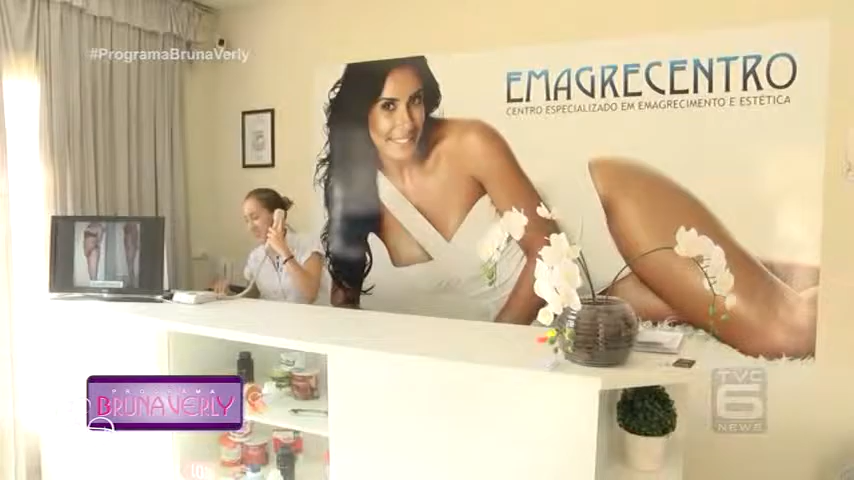 #ProgramaBrunaVerly
EMAGRECENTRO
CENTRO ESPECIALIZADO EM EMAGRECIMENTO E ESTÉTICA
PROGRAMA
BRUNA VERLY
TVC
6
NEWS